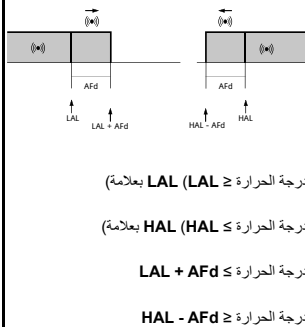 ((•)) ((•))
((•)) ((•))
AFd AFd
LAL LAL + AFd HAL - AFd HAL
درجة الحرارة ≤ LAL (LAL بعلامة)
درجة الحرارة ≥ HAL (HAL بعلامة)
درجة الحرارة ≥ LAL + AFd
درجة الحرارة ≤ HAL - AFd